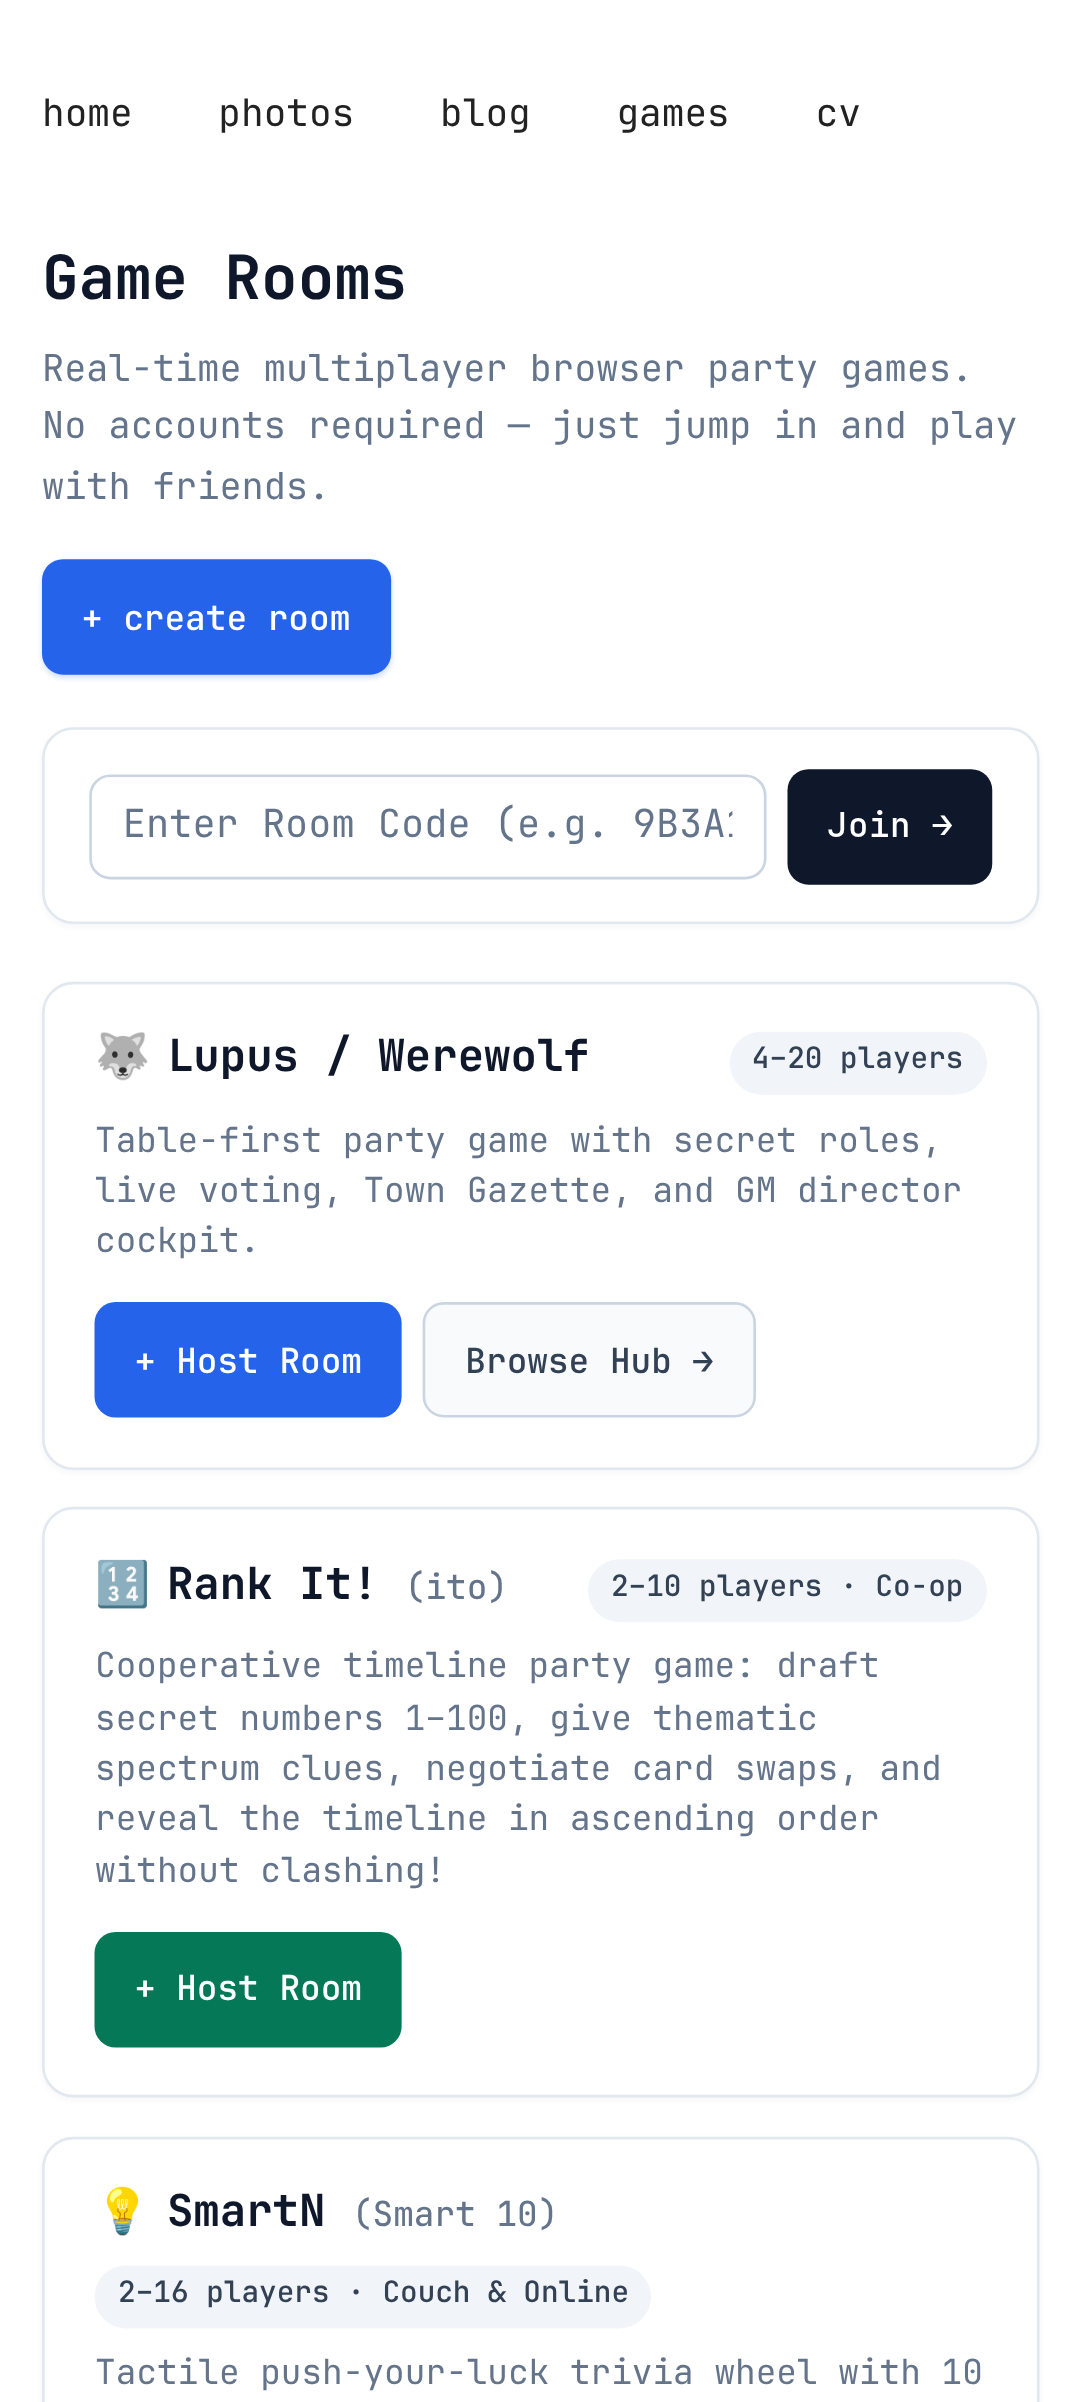 home photos blog games cv
Game Rooms
Real-time multiplayer browser party games.
No accounts required — just jump in and play
with friends.
+ create room
Enter Room Code (e.g. 9B3A
Join →
Lupus / Werewolf
4–20 players
Table-first party game with secret roles,
live voting, Town Gazette, and GM director
cockpit.
+ Host Room
Browse Hub →
Rank It! (ito)
2–10 players · Co-op
Cooperative timeline party game: draft
secret numbers 1–100, give thematic
spectrum clues, negotiate card swaps, and
reveal the timeline in ascending order
without clashing!
+ Host Room
SmartN (Smart 10)
2–16 players · Couch & Online
Tactile push-your-luck trivia wheel with 10